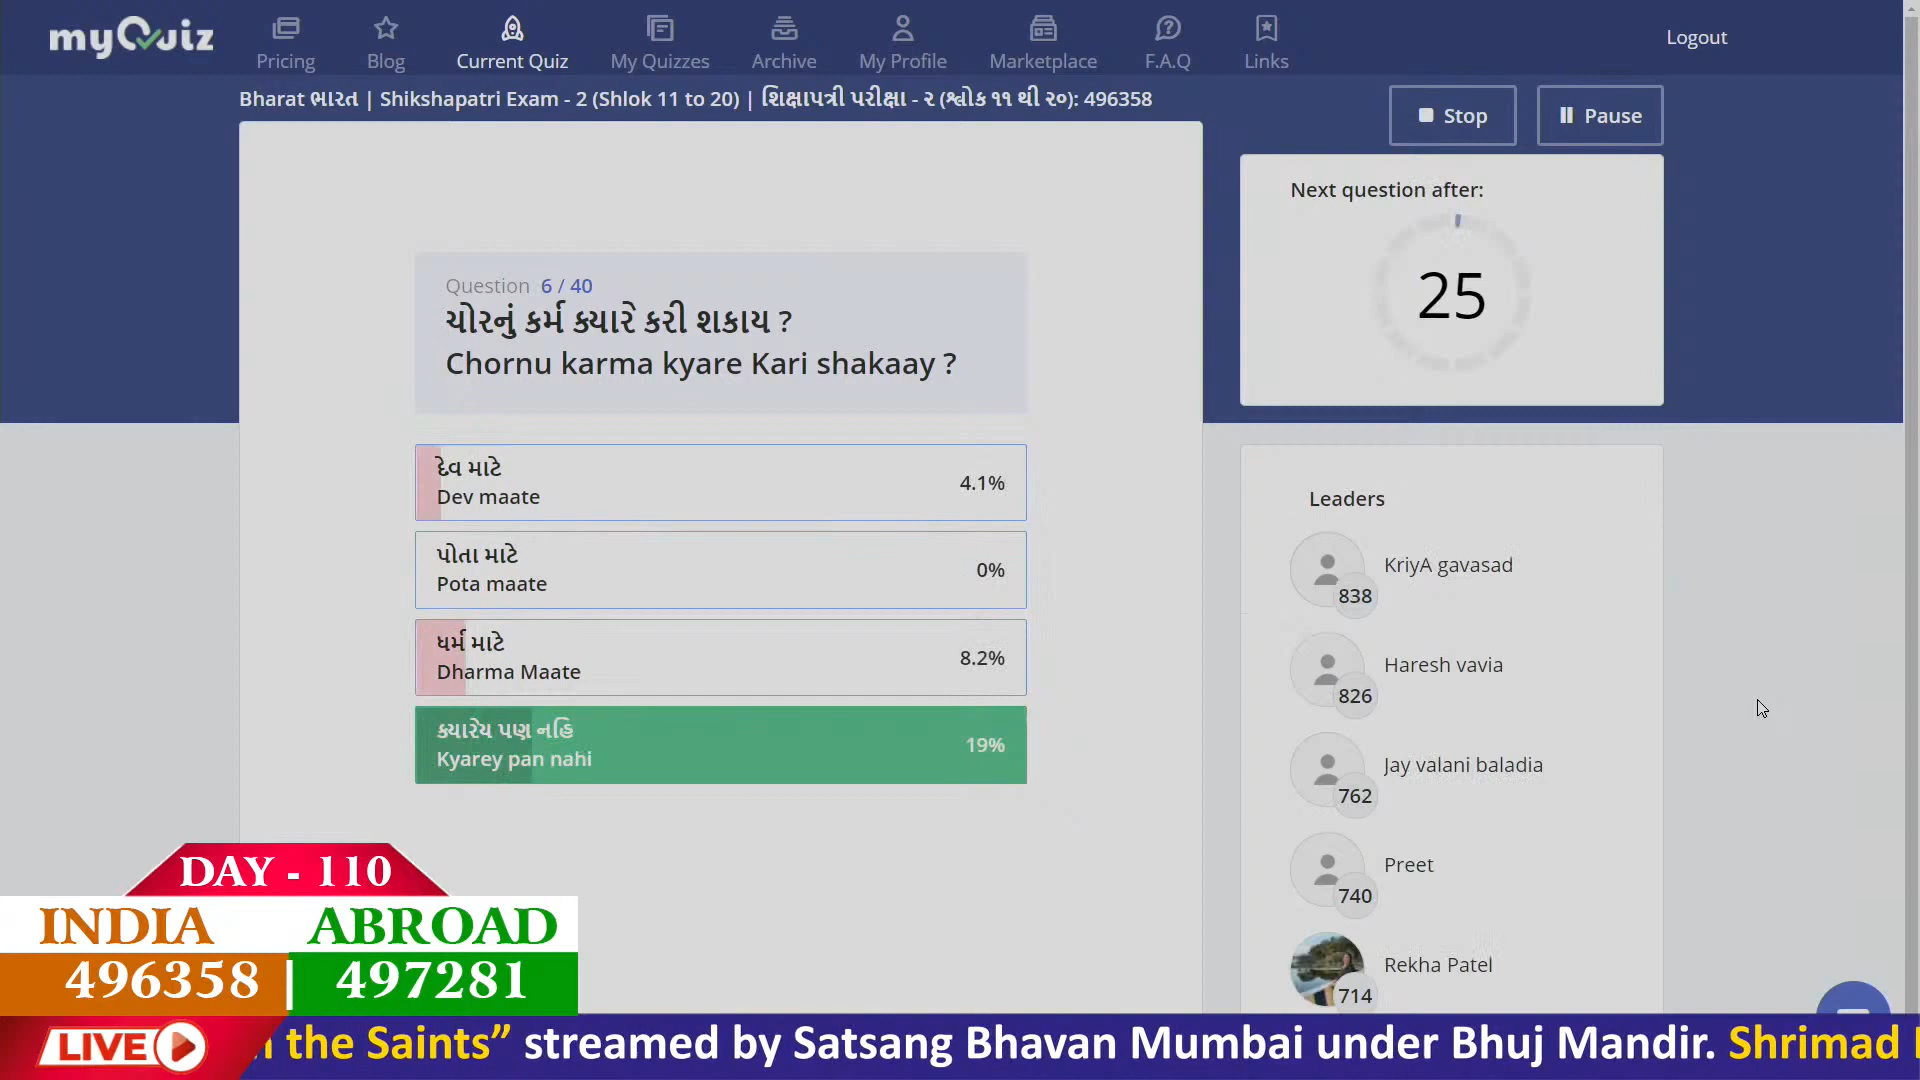 myQuiz
Pricing
Blog
Current Quiz
My Quizzes
Archive
My Profile
Marketplace
F.A.Q
Links
Logout
Bharat ભારત | Shikshapatri Exam - 2 (Shlok 11 to 20) | શિક્ષાપત્રી પરીક્ષા - ૨ (શ્લોક ૧૧ થી ૨૦): 496358
Stop
Pause
Next question after:
25
Question 6 / 40
ચોરનું કર્મ ક્યારે કરી શકાય ?
Chornu karma kyare Kari shakaay ?
દેવ માટે
Dev maate
4.1%
પોતા માટે
Pota maate
0%
ધર્મ માટે
Dharma Maate
8.2%
ક્યારેય પણ નહિ
Kyarey pan nahi
19%
Leaders
KriyA gavasad
838
Haresh vavia
826
Jay valani baladia
762
Preet
740
Rekha Patel
714
DAY - 110
INDIA ABROAD
496358 | 497281
LIVE
the Saints” streamed by Satsang Bhavan Mumbai under Bhuj Mandir. Shrimad